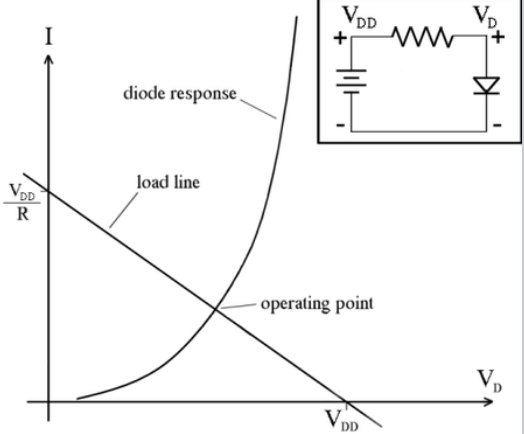 I
V_DD
V_D
+
+
-
-
diode response
load line
V_DD
R
operating point
V_D
V_DD